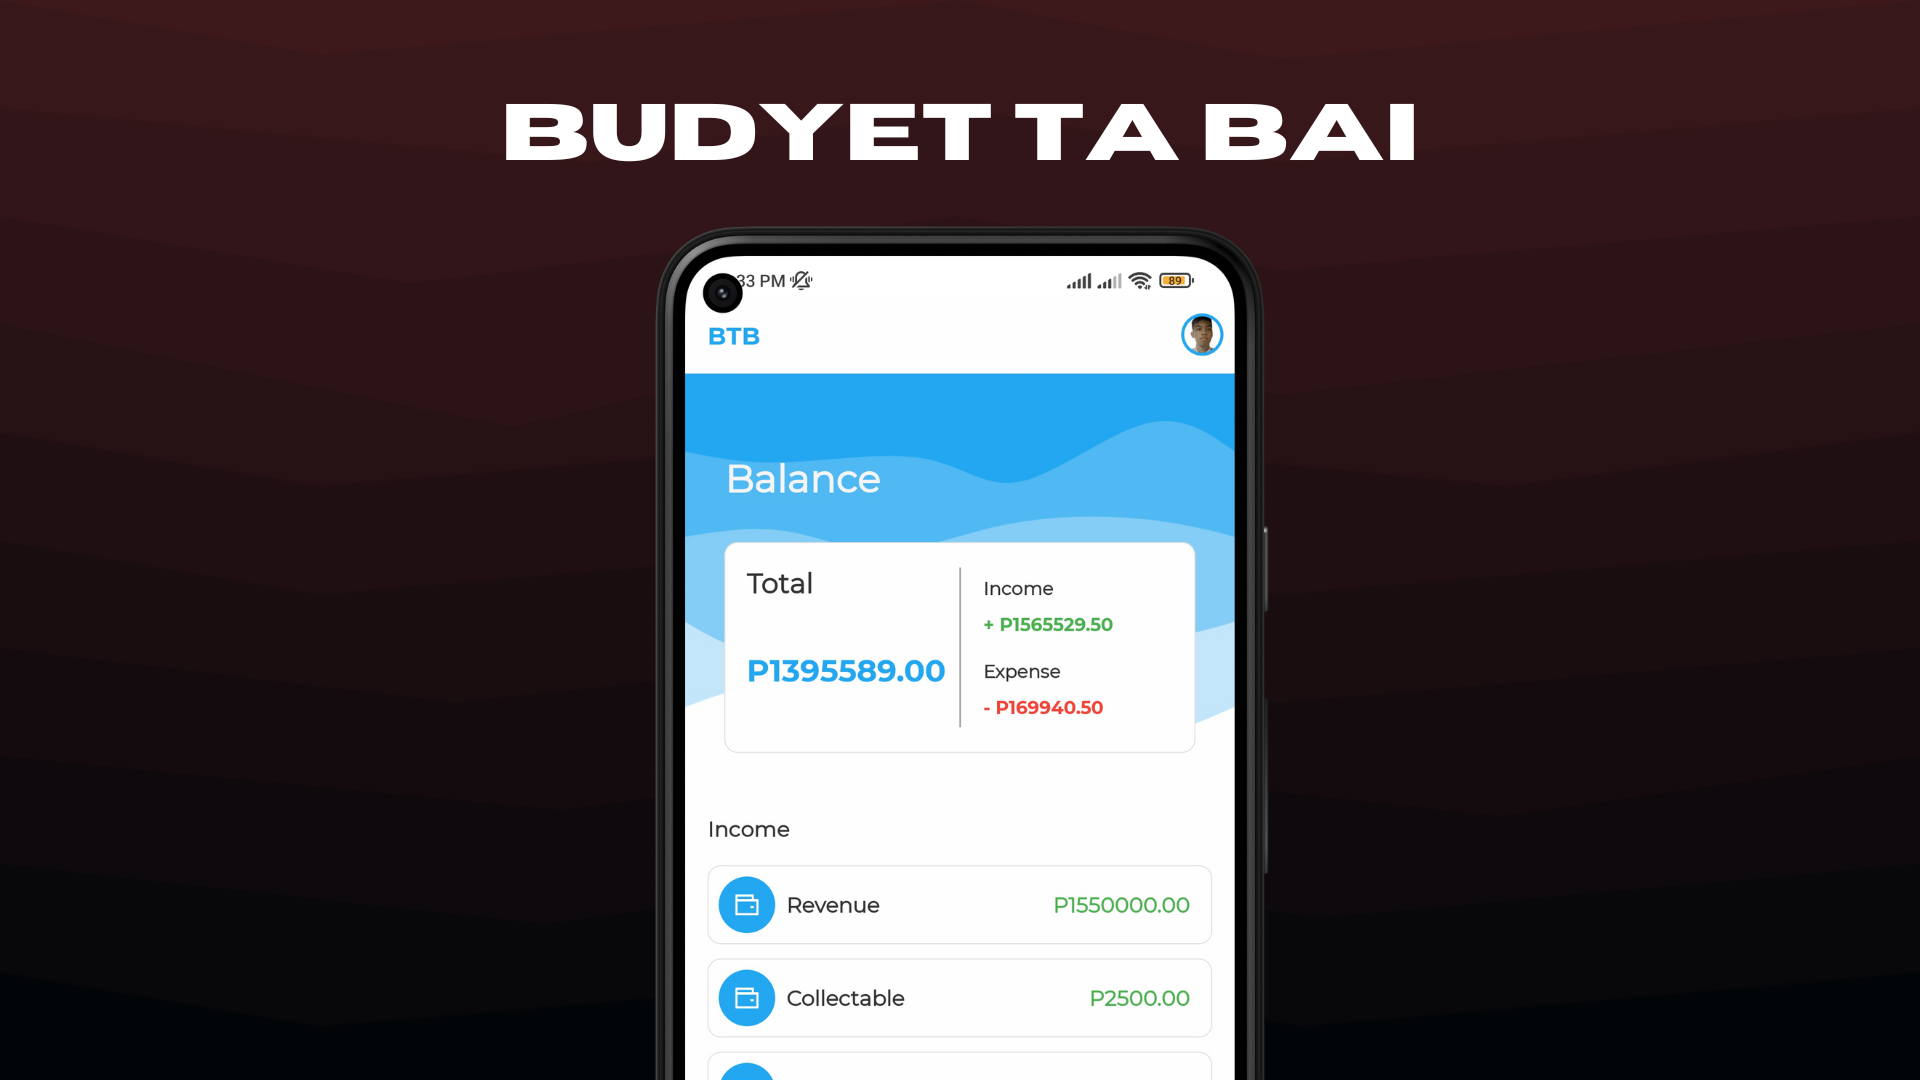 BUDYET TA BAI
33 PM
89
BTB
Balance
Total
P1395589.00
Income
+ P1565529.50
Expense
- P169940.50
Income
Revenue P1550000.00
Collectable P2500.00